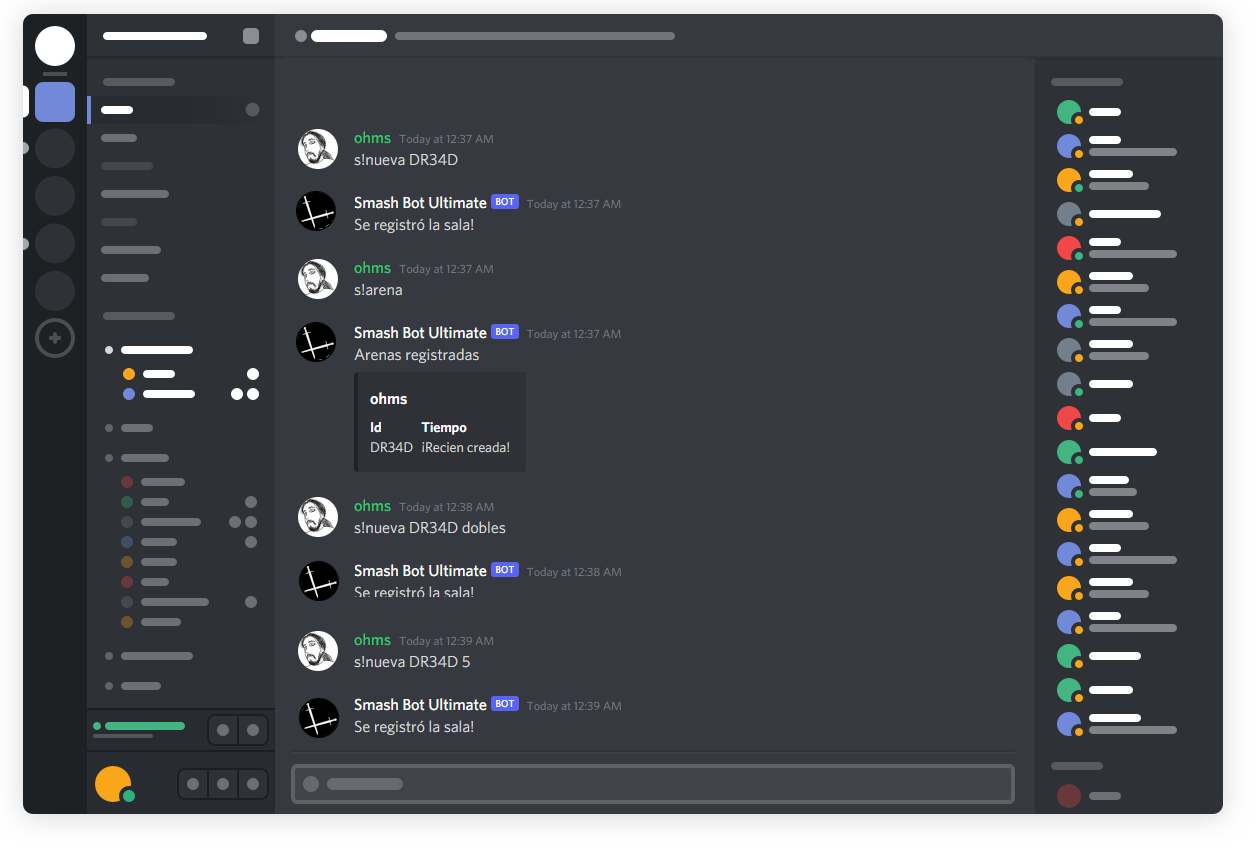 ohms Today at 12:37 AM
s!nueva DR34D
Smash Bot Ultimate BOT Today at 12:37 AM
Se registró la sala!
ohms Today at 12:37 AM
s!arena
Smash Bot Ultimate BOT Today at 12:37 AM
Arenas registradas
ohms
Id Tiempo
DR34D ¡Recien creada!
ohms Today at 12:38 AM
s!nueva DR34D dobles
Smash Bot Ultimate BOT Today at 12:38 AM
Se registró la sala!
ohms Today at 12:39 AM
s!nueva DR34D 5
Smash Bot Ultimate BOT Today at 12:39 AM
Se registró la sala!